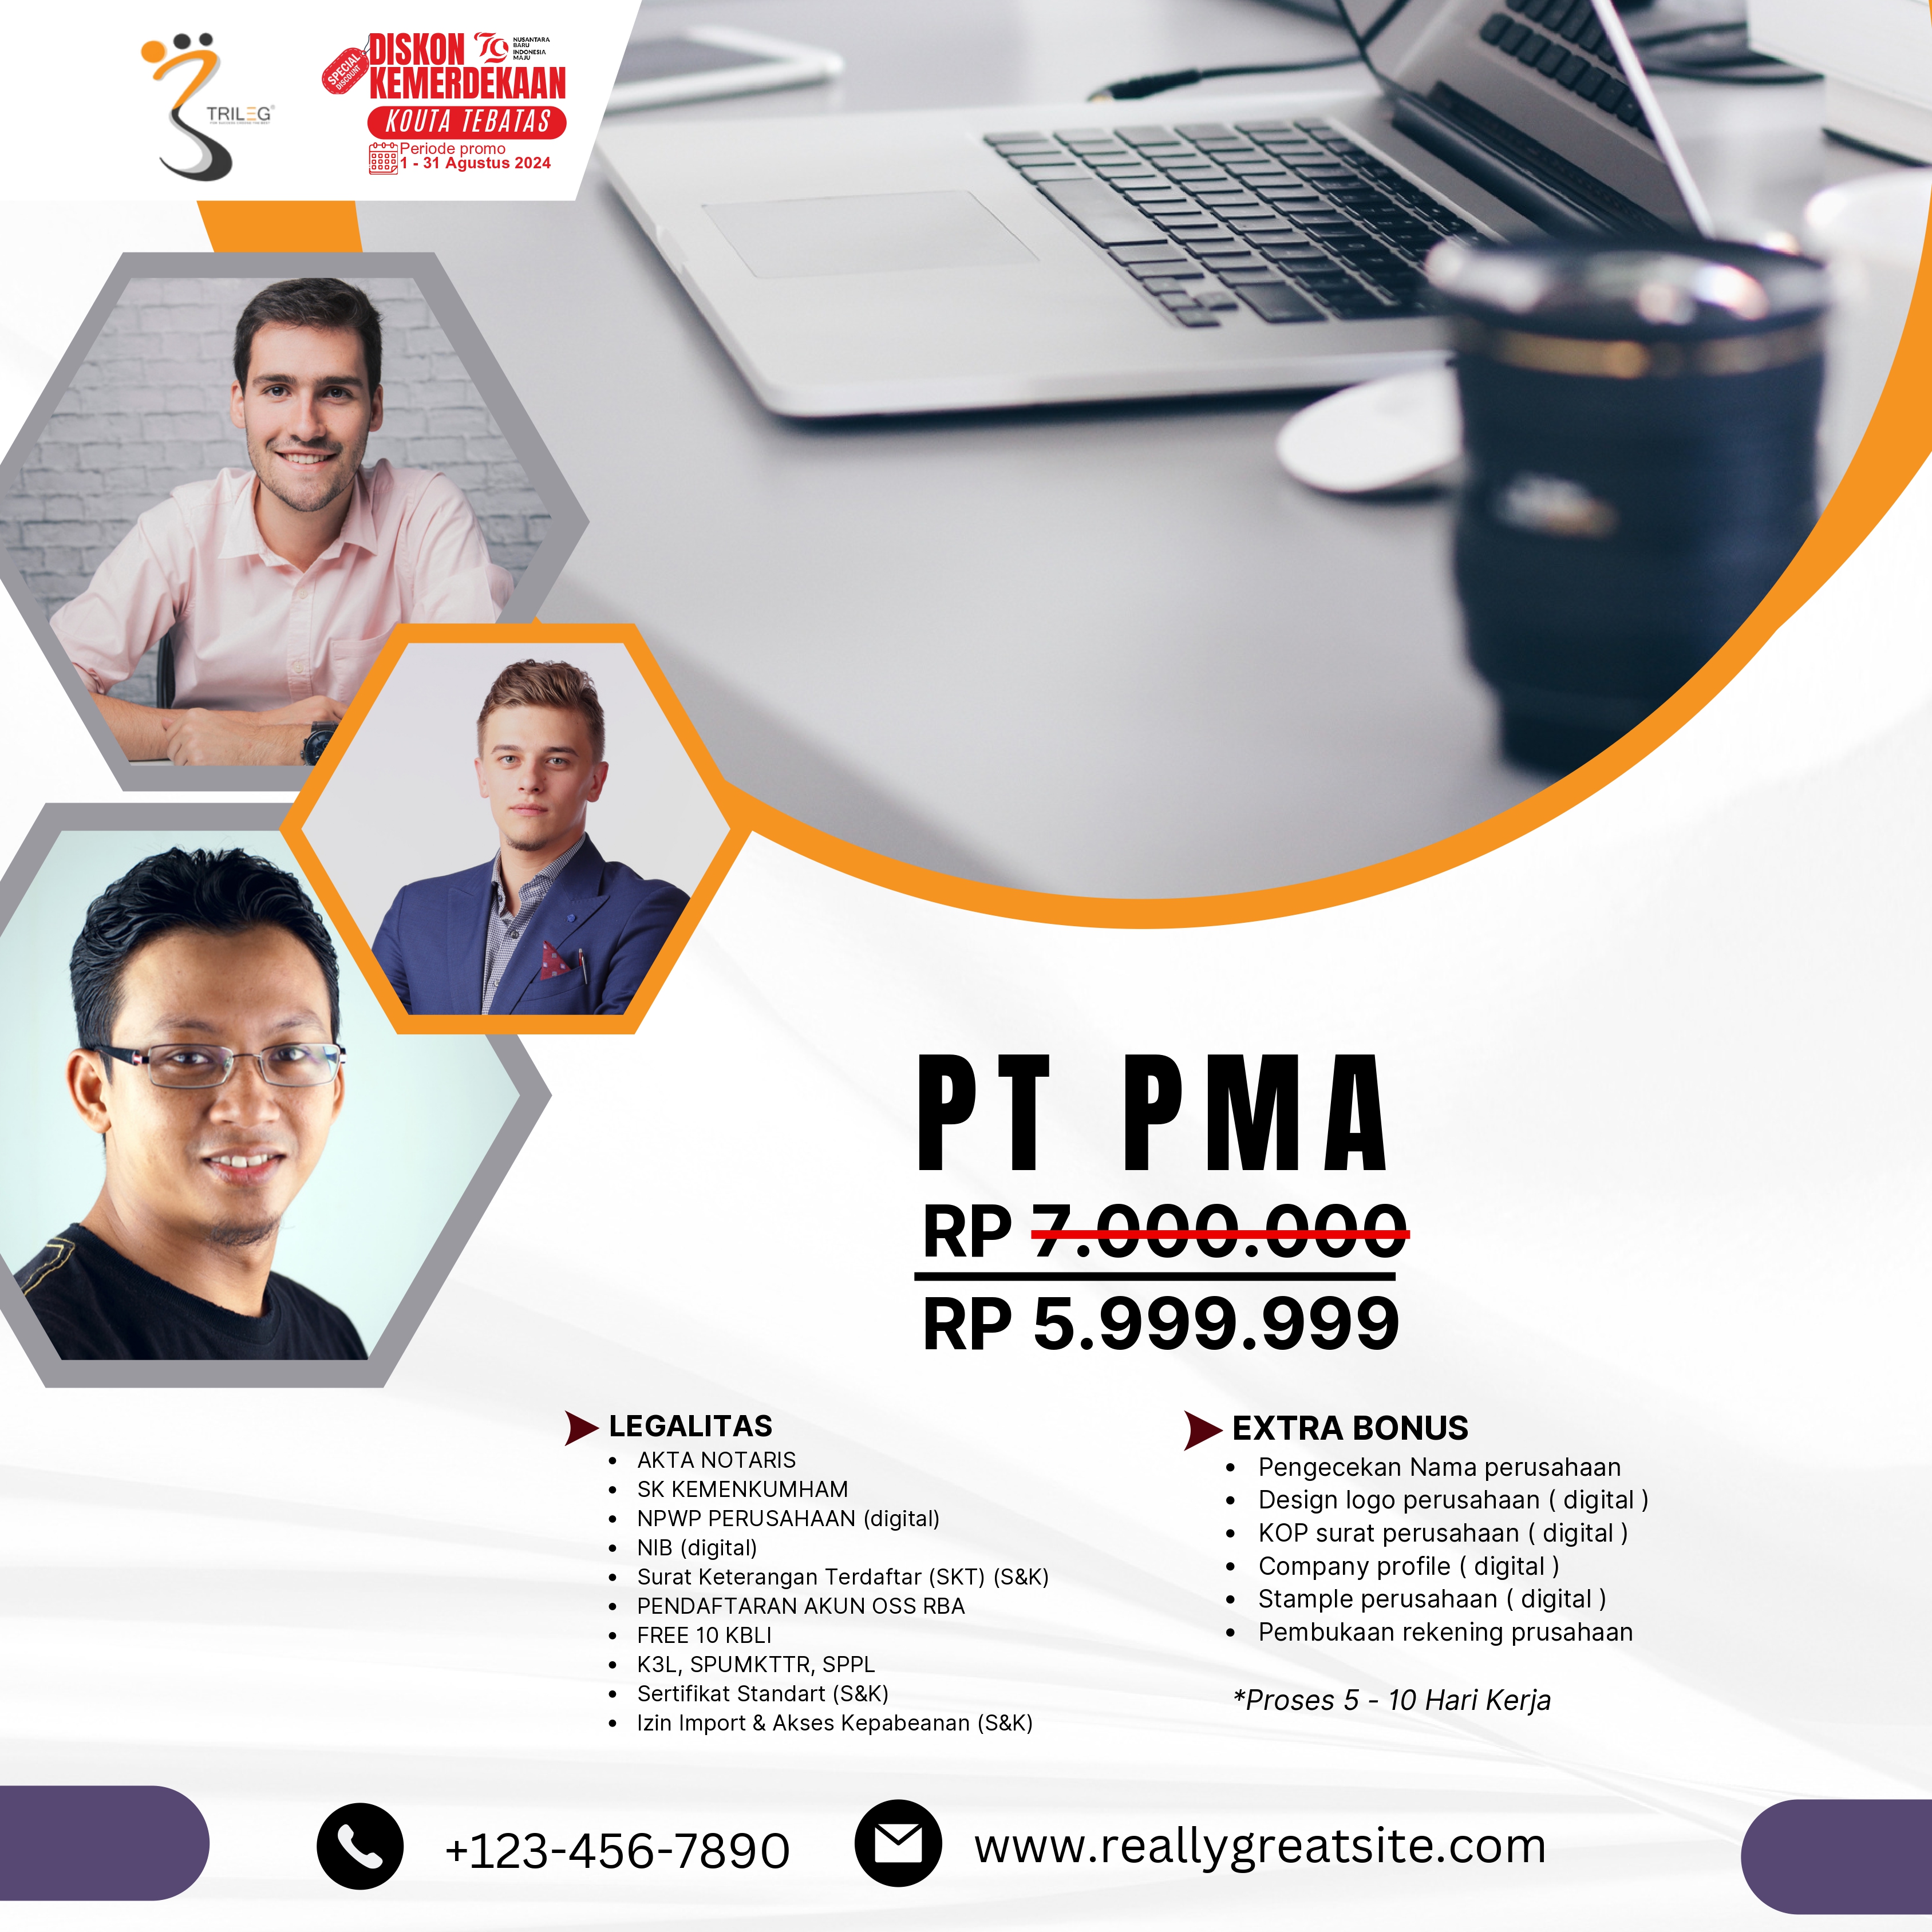 TRILEG
SPECIAL
DISCOUNT
DISKON
79
NUSANTARA
BARU
INDONESIA
MAJU
KEMERDEKAAN
KOUTA TEBATAS
Periode promo
1 - 31 Agustus 2024
PT PMA
RP 7.000.000
RP 5.999.999
LEGALITAS
• AKTA NOTARIS
• SK KEMENKUMHAM
• NPWP PERUSAHAAN (digital)
• NIB (digital)
• Surat Keterangan Terdaftar (SKT) (S&K)
• PENDAFTARAN AKUN OSS RBA
• FREE 10 KBLI
• K3L, SPUMKTTR, SPPL
• Sertifikat Standart (S&K)
• Izin Import & Akses Kepabeanan (S&K)
EXTRA BONUS
• Pengecekan Nama perusahaan
• Design logo perusahaan ( digital )
• KOP surat perusahaan ( digital )
• Company profile ( digital )
• Stample perusahaan ( digital )
• Pembukaan rekening prusahaan
*Proses 5 - 10 Hari Kerja
+123-456-7890
www.reallygreatsite.com